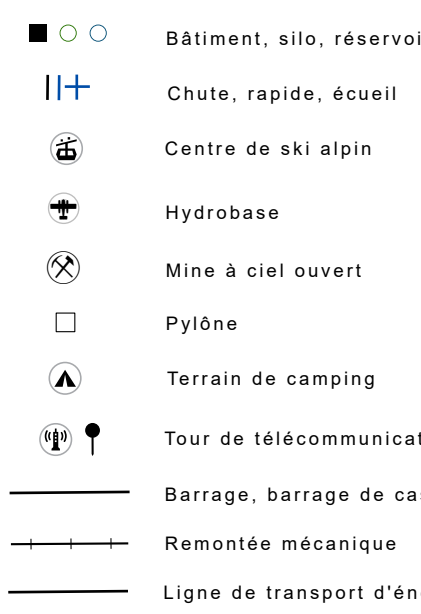 Bâtiment, silo, réservoi
Chute, rapide, écueil
Centre de ski alpin
Hydrobase
Mine à ciel ouvert
Pylône
Terrain de camping
Tour de télécommunicat
Barrage, barrage de ca
Remontée mécanique
Ligne de transport d'én